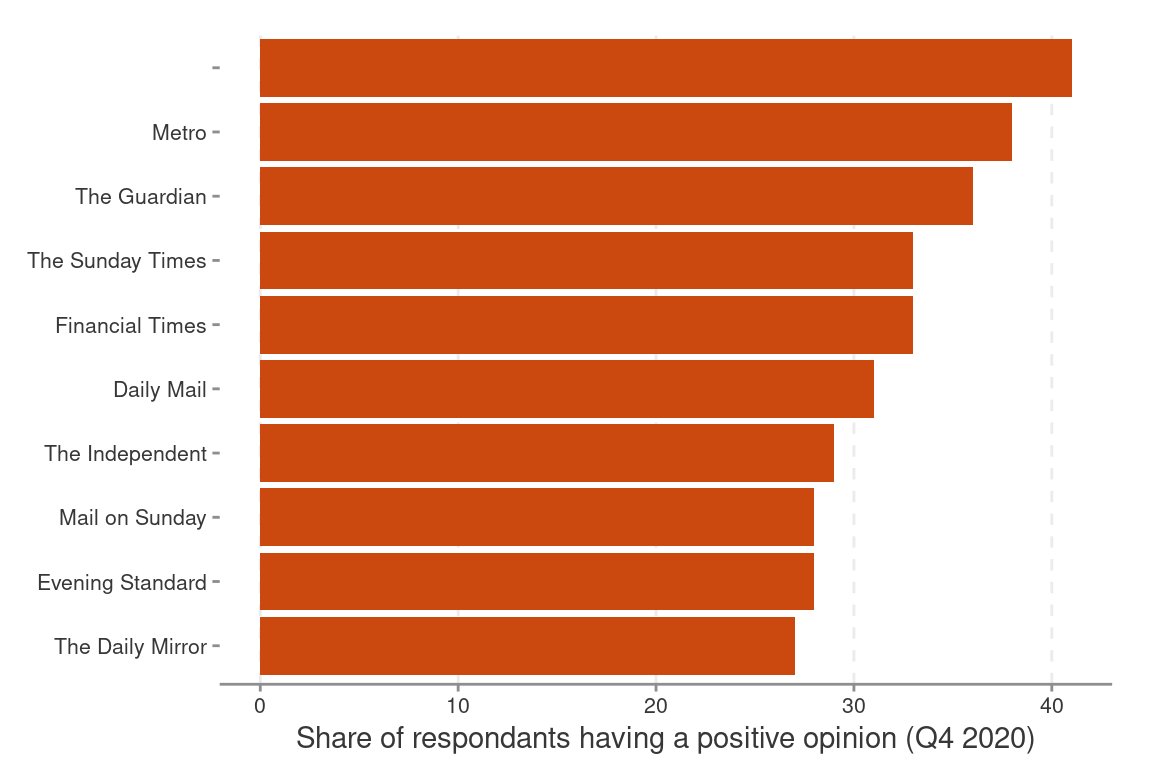 Metro
The Guardian
The Sunday Times
Financial Times
Daily Mail
The Independent
Mail on Sunday
Evening Standard
The Daily Mirror
0 10 20 30 40
Share of respondants having a positive opinion (Q4 2020)